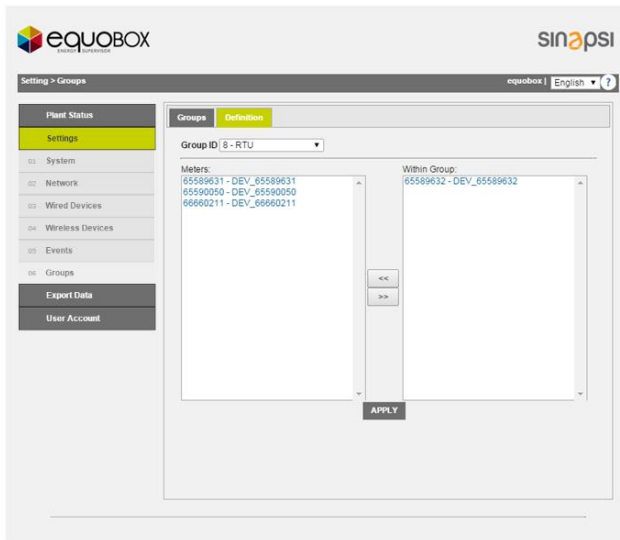 equoBOX
ENERGY SUPERVISOR
sinapsi
Setting > Groups
equobox | English ?
Plant Status
Settings
01 System
02 Network
03 Wired Devices
04 Wireless Devices
05 Events
06 Groups
Export Data
User Account
Groups Definition
Group ID 8 - RTU
Meters:
65589631 - DEV_65589631
65590050 - DEV_65590050
66660211 - DEV_66660211
<<
>>
Within Group:
65589632 - DEV_65589632
APPLY